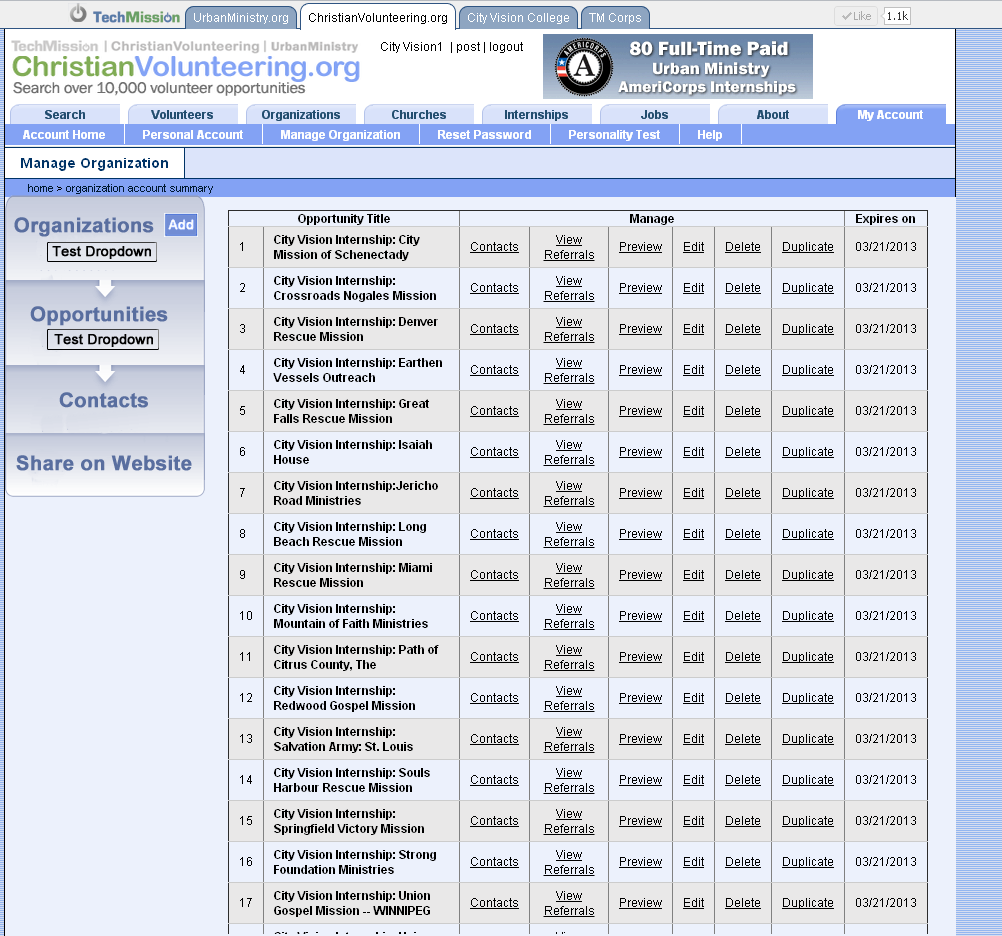 TechMission UrbanMinistry.org ChristianVolunteering.org City Vision College TM Corps Like 1.1k
TechMission | ChristianVolunteering | UrbanMinistry
ChristianVolunteering.org
Search over 10,000 volunteer opportunities
City Vision1 | post | logout
AMERICORPS
80 Full-Time Paid
Urban Ministry
AmeriCorps Internships
Search Volunteers Organizations Churches Internships Jobs About My Account
Account Home Personal Account Manage Organization Reset Password Personality Test Help
Manage Organization
home > organization account summary
Organizations Add
Test Dropdown
Opportunities
Test Dropdown
Contacts
Share on Website
Opportunity Title Manage Expires on
1 City Vision Internship: City Mission of Schenectady Contacts View Referrals Preview Edit Delete Duplicate 03/21/2013
2 City Vision Internship: Crossroads Nogales Mission Contacts View Referrals Preview Edit Delete Duplicate 03/21/2013
3 City Vision Internship: Denver Rescue Mission Contacts View Referrals Preview Edit Delete Duplicate 03/21/2013
4 City Vision Internship: Earthen Vessels Outreach Contacts View Referrals Preview Edit Delete Duplicate 03/21/2013
5 City Vision Internship: Great Falls Rescue Mission Contacts View Referrals Preview Edit Delete Duplicate 03/21/2013
6 City Vision Internship: Isaiah House Contacts View Referrals Preview Edit Delete Duplicate 03/21/2013
7 City Vision Internship:Jericho Road Ministries Contacts View Referrals Preview Edit Delete Duplicate 03/21/2013
8 City Vision Internship: Long Beach Rescue Mission Contacts View Referrals Preview Edit Delete Duplicate 03/21/2013
9 City Vision Internship: Miami Rescue Mission Contacts View Referrals Preview Edit Delete Duplicate 03/21/2013
10 City Vision Internship: Mountain of Faith Ministries Contacts View Referrals Preview Edit Delete Duplicate 03/21/2013
11 City Vision Internship: Path of Citrus County, The Contacts View Referrals Preview Edit Delete Duplicate 03/21/2013
12 City Vision Internship: Redwood Gospel Mission Contacts View Referrals Preview Edit Delete Duplicate 03/21/2013
13 City Vision Internship: Salvation Army: St. Louis Contacts View Referrals Preview Edit Delete Duplicate 03/21/2013
14 City Vision Internship: Souls Harbour Rescue Mission Contacts View Referrals Preview Edit Delete Duplicate 03/21/2013
15 City Vision Internship: Springfield Victory Mission Contacts View Referrals Preview Edit Delete Duplicate 03/21/2013
16 City Vision Internship: Strong Foundation Ministries Contacts View Referrals Preview Edit Delete Duplicate 03/21/2013
17 City Vision Internship: Union Gospel Mission -- WINNIPEG Contacts View Referrals Preview Edit Delete Duplicate 03/21/2013